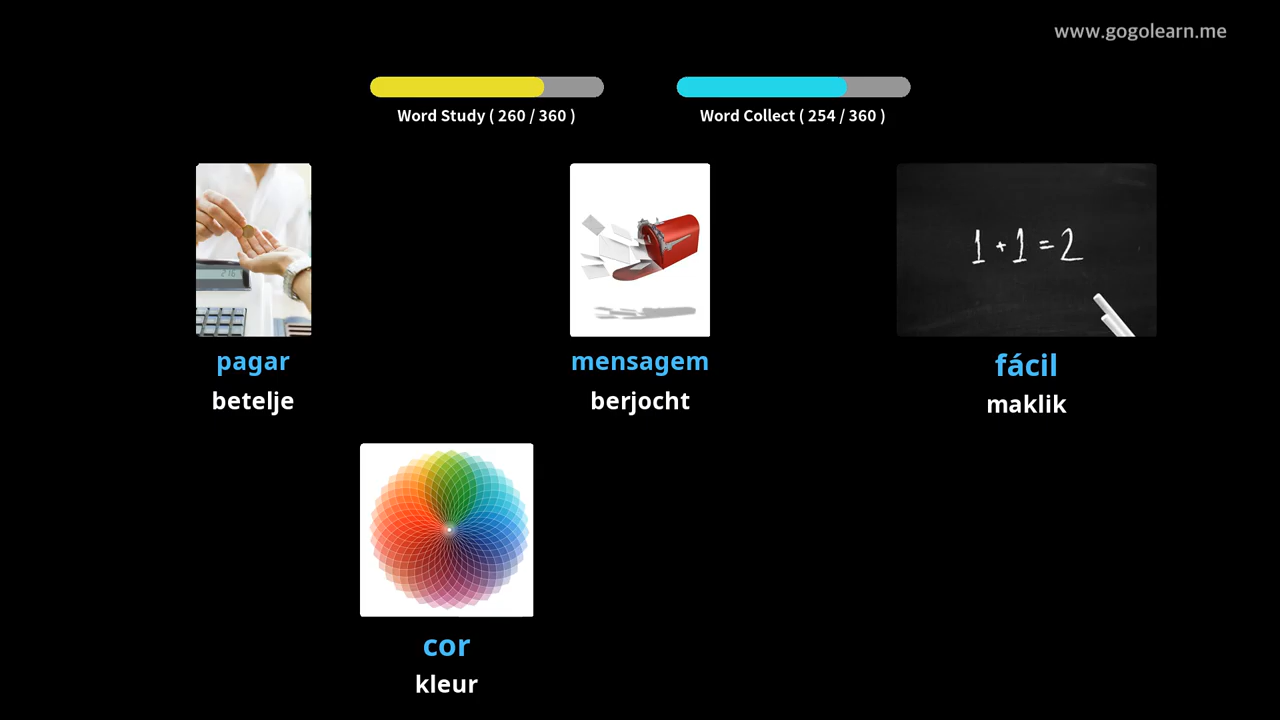 www.gogolearn.me
Word Study ( 260 / 360 )
Word Collect ( 254 / 360 )
1 + 1 = 2
pagar
mensagem
fácil
betelje
berjocht
maklik
cor
kleur